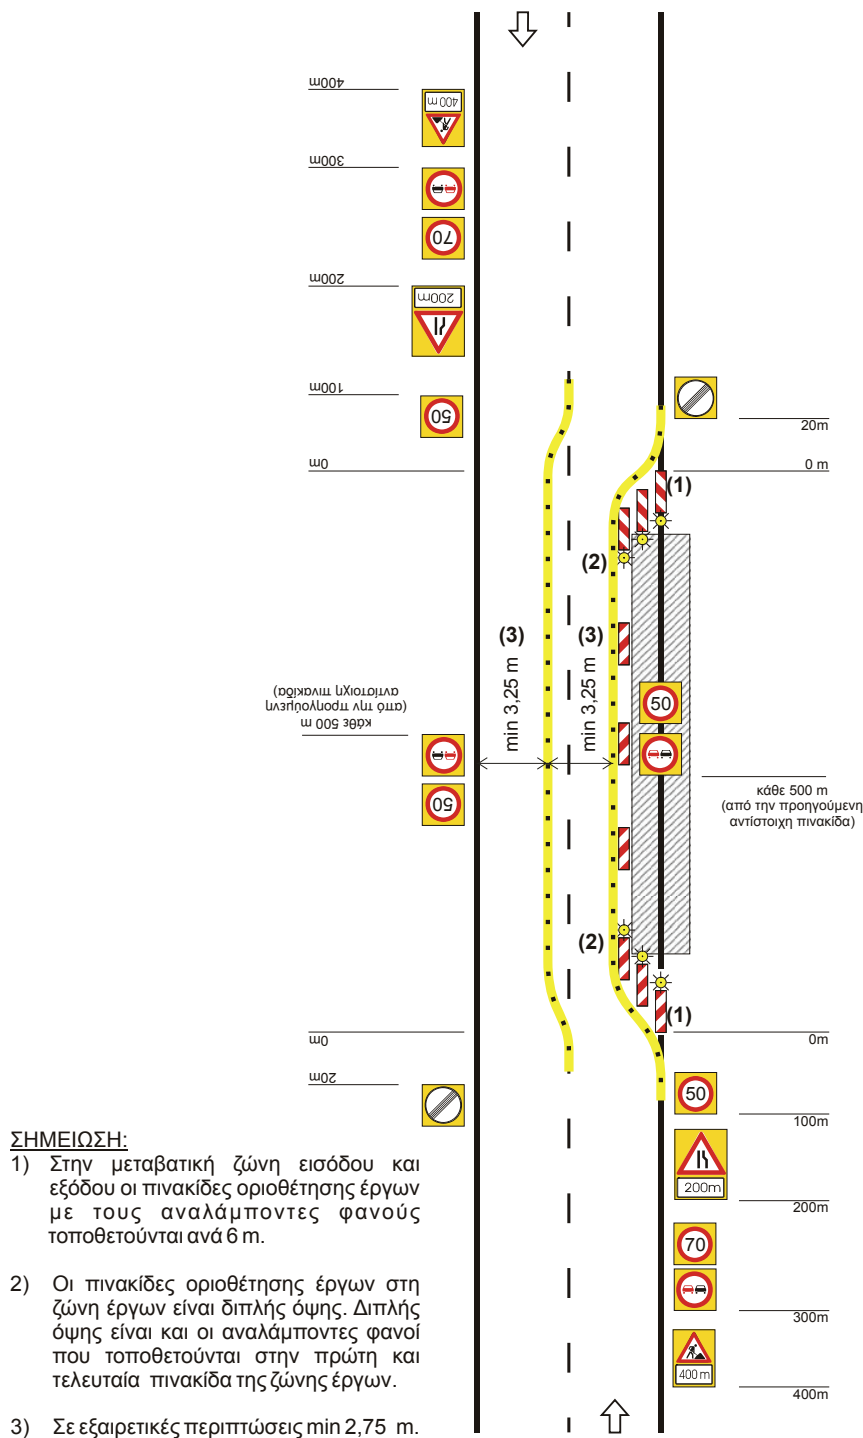 400m
400 m
300m
70
200m
200m
100m
50
20m
0m
0 m
(1)
(2)
(3)
(3)
min 3,25 m
min 3,25 m
50
κάθε 500 m
(από την προηγούμενη
αντίστοιχη πινακίδα)
50
κάθε 500 m
(από την προηγούμενη
αντίστοιχη πινακίδα)
(2)
(1)
0m
0m
20m
50
100m
200m
200m
70
300m
400 m
400m
ΣΗΜΕΙΩΣΗ:
1) Στην μεταβατική ζώνη εισόδου και
εξόδου οι πινακίδες οριοθέτησης έργων
με τους αναλάμποντες φανούς
τοποθετούνται ανά 6 m.
2) Οι πινακίδες οριοθέτησης έργων στη
ζώνη έργων είναι διπλής όψης. Διπλής
όψης είναι και οι αναλάμποντες φανοί
που τοποθετούνται στην πρώτη και
τελευταία πινακίδα της ζώνης έργων.
3) Σε εξαιρετικές περιπτώσεις min 2,75 m.